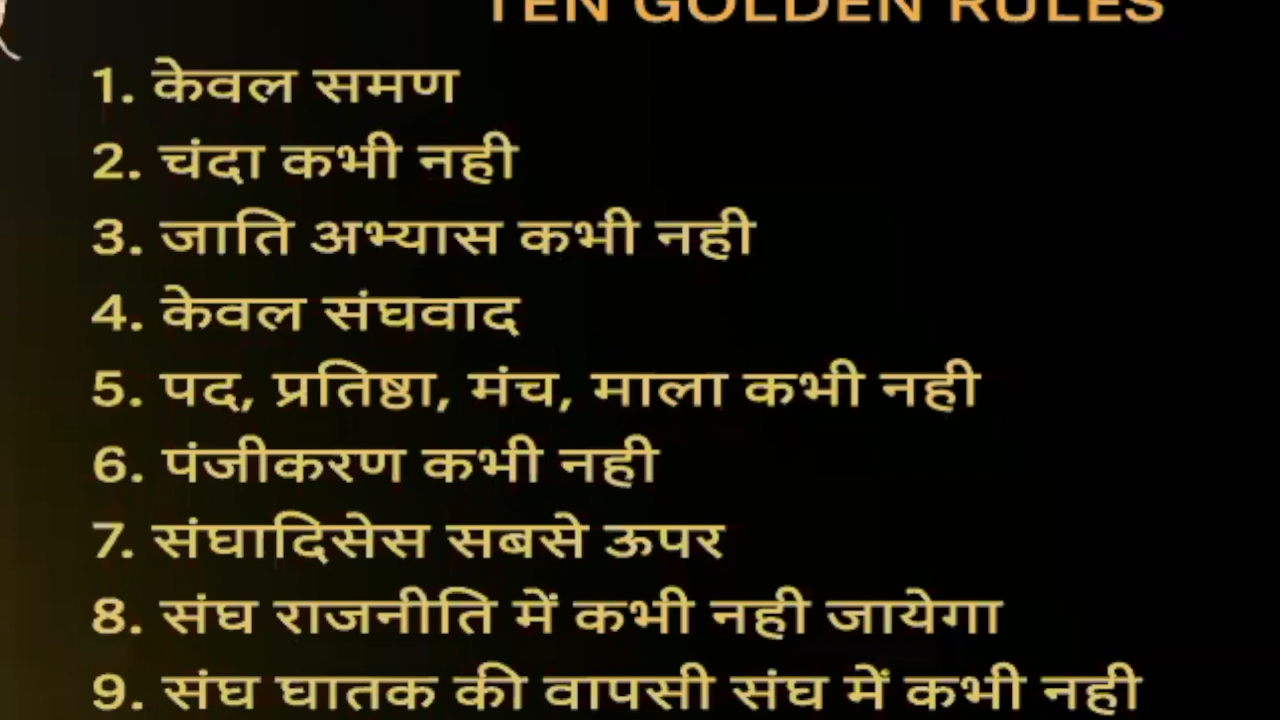 TEN GOLDEN RULES
1. केवल समण
2. चंदा कभी नही
3. जाति अभ्यास कभी नही
4. केवल संघवाद
5. पद, प्रतिष्ठा, मंच, माला कभी नही
6. पंजीकरण कभी नही
7. संघादिसेस सबसे ऊपर
8. संघ राजनीति में कभी नही जायेगा
9. संघ घातक की वापसी संघ में कभी नही